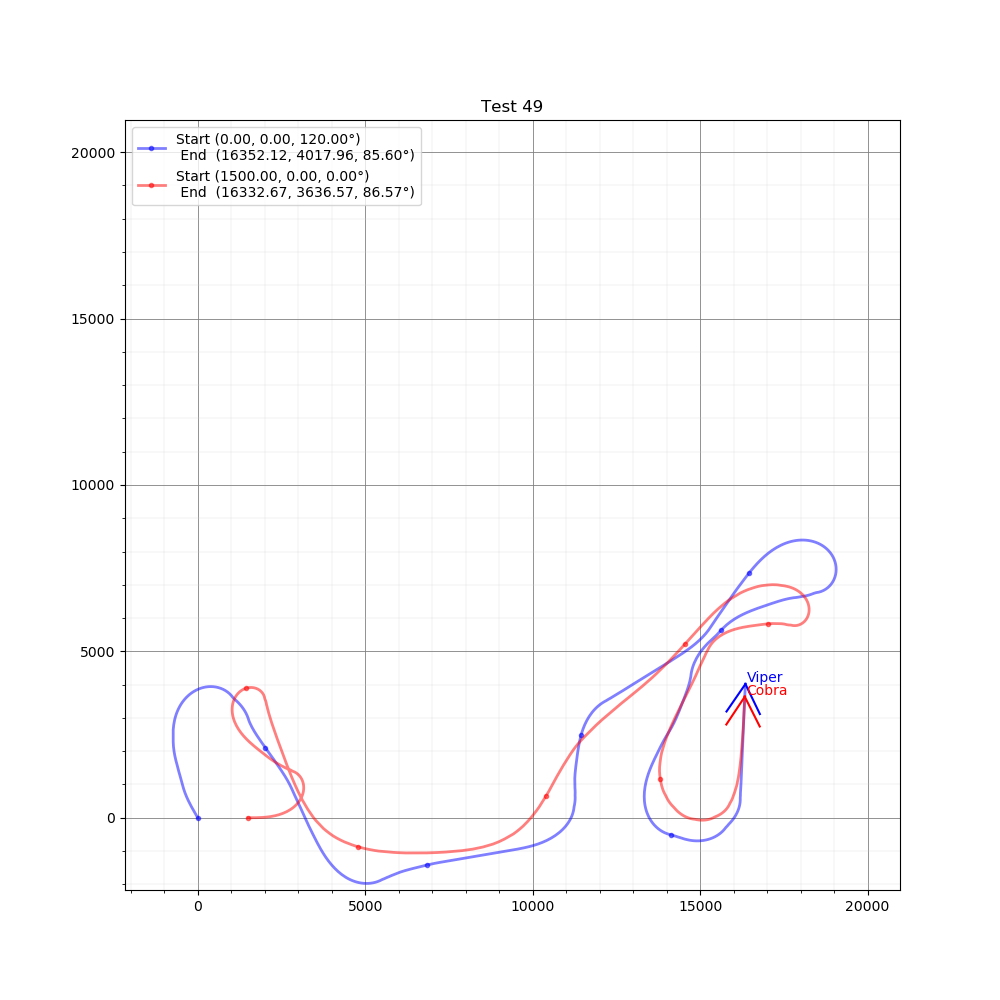 Test 49
Start (0.00, 0.00, 120.00°)
End (16352.12, 4017.96, 85.60°)
Start (1500.00, 0.00, 0.00°)
End (16332.67, 3636.57, 86.57°)
20000
15000
10000
5000
0
Viper
Cobra
0 5000 10000 15000 20000